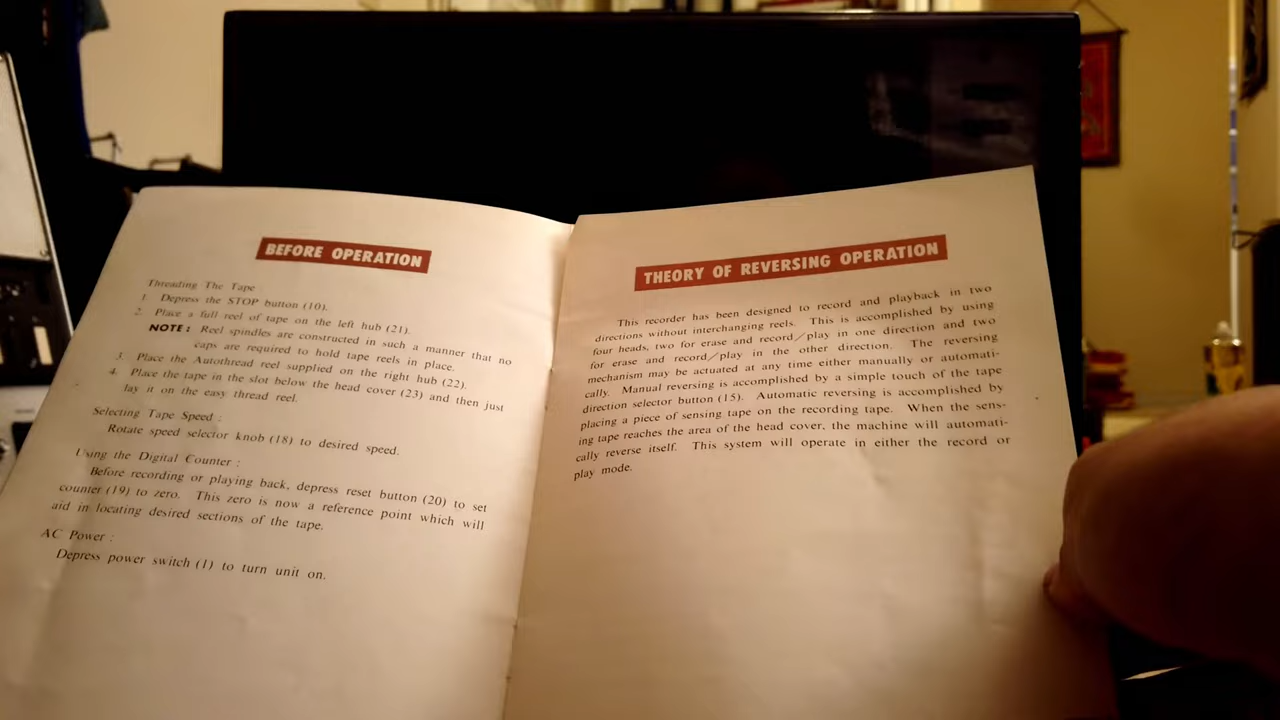 BEFORE OPERATION
Threading The Tape
1. Depress the STOP button (10).
2. Place a full reel of tape on the left hub (21).
NOTE: Reel spindles are constructed in such a manner that no
caps are required to hold tape reels in place.
3. Place the Autothread reel supplied on the right hub (22).
4. Place the tape in the slot below the head cover (23) and then just
lay it on the easy thread reel.
Selecting Tape Speed :
Rotate speed selector knob (18) to desired speed.
Using the Digital Counter :
Before recording or playing back, depress reset button (20) to set
counter (19) to zero. This zero is now a reference point which will
aid in locating desired sections of the tape.
AC Power :
Depress power switch (1) to turn unit on.
THEORY OF REVERSING OPERATION
This recorder has been designed to record and playback in two
directions without interchanging reels. This is accomplished by using
four heads, two for erase and record/play in one direction and two
for erase and record/play in the other direction. The reversing
mechanism may be actuated at any time either manually or automati-
cally. Manual reversing is accomplished by a simple touch of the tape
direction selector button (15). Automatic reversing is accomplished by
placing a piece of sensing tape on the recording tape. When the sens-
ing tape reaches the area of the head cover, the machine will automati-
cally reverse itself. This system will operate in either the record or
play mode.